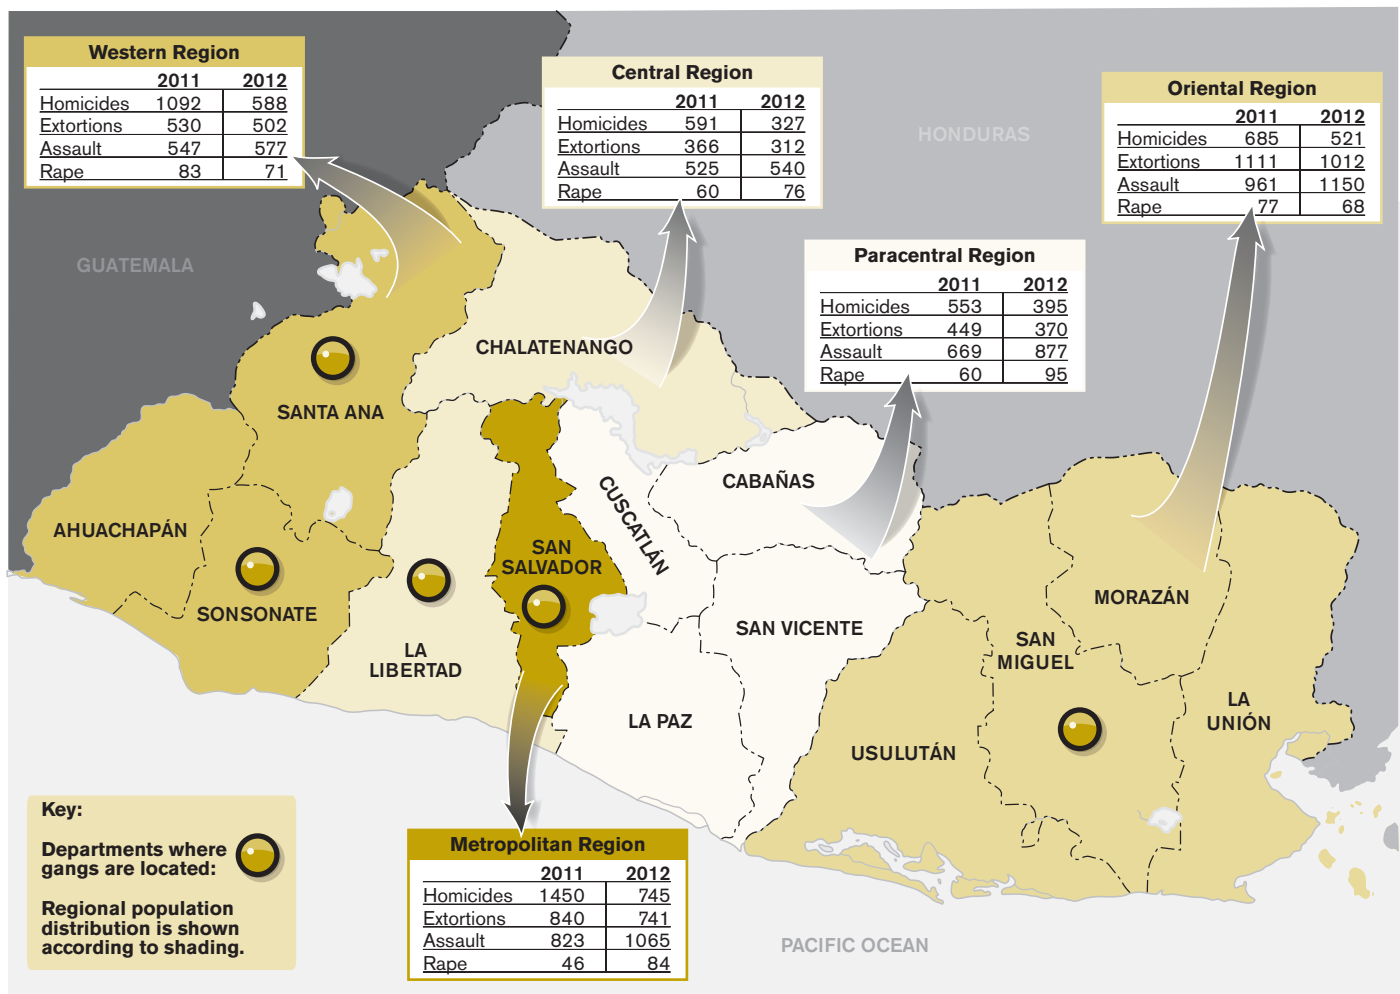 Western Region
2011 2012
Homicides 1092 588
Extortions 530 502
Assault 547 577
Rape 83 71
Central Region
2011 2012
Homicides 591 327
Extortions 366 312
Assault 525 540
Rape 60 76
Oriental Region
2011 2012
Homicides 685 521
Extortions 1111 1012
Assault 961 1150
Rape 77 68
HONDURAS
GUATEMALA
Paracentral Region
2011 2012
Homicides 553 395
Extortions 449 370
Assault 669 877
Rape 60 95
CHALATENANGO
SANTA ANA
CABAÑAS
CUSCATLÁN
AHUACHAPÁN
SAN
SALVADOR
SONSONATE
MORAZÁN
SAN VICENTE
SAN
MIGUEL
LA
LIBERTAD
LA PAZ
LA
UNIÓN
USULUTÁN
Key:
Departments where
gangs are located:
Regional population
distribution is shown
according to shading.
Metropolitan Region
2011 2012
Homicides 1450 745
Extortions 840 741
Assault 823 1065
Rape 46 84
PACIFIC OCEAN